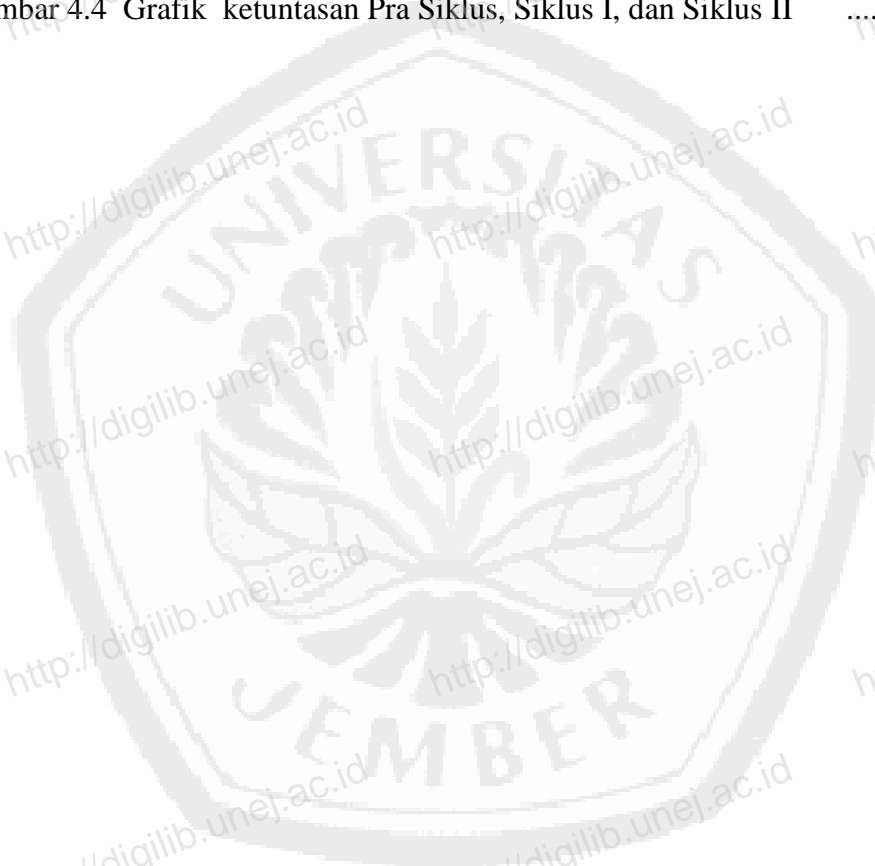 mbar 4.4 Grafik ketuntasan Pra Siklus, Siklus I, dan Siklus II ....
http://digilib.unej.ac.id http://digilib.unej.ac.id
UNIVERSITAS
http://digilib.unej.ac.id http://digilib.unej.ac.id
http://digilib.unej.ac.id http://digilib.unej.ac.id
JEMBER
http://digilib.unej.ac.id http://digilib.unej.ac.id